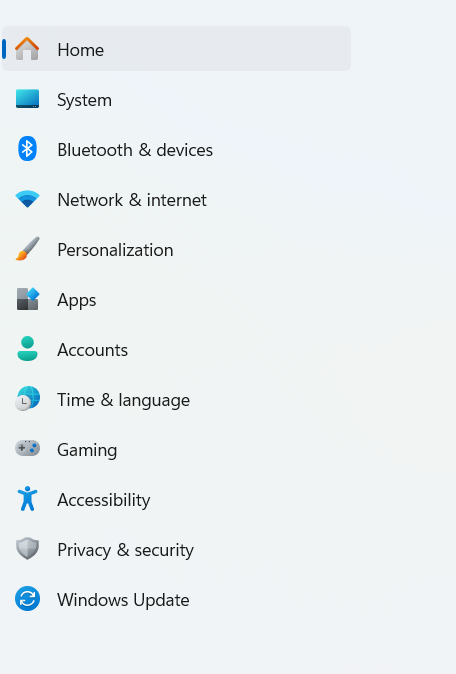 Home
System
Bluetooth & devices
Network & internet
Personalization
Apps
Accounts
Time & language
Gaming
Accessibility
Privacy & security
Windows Update